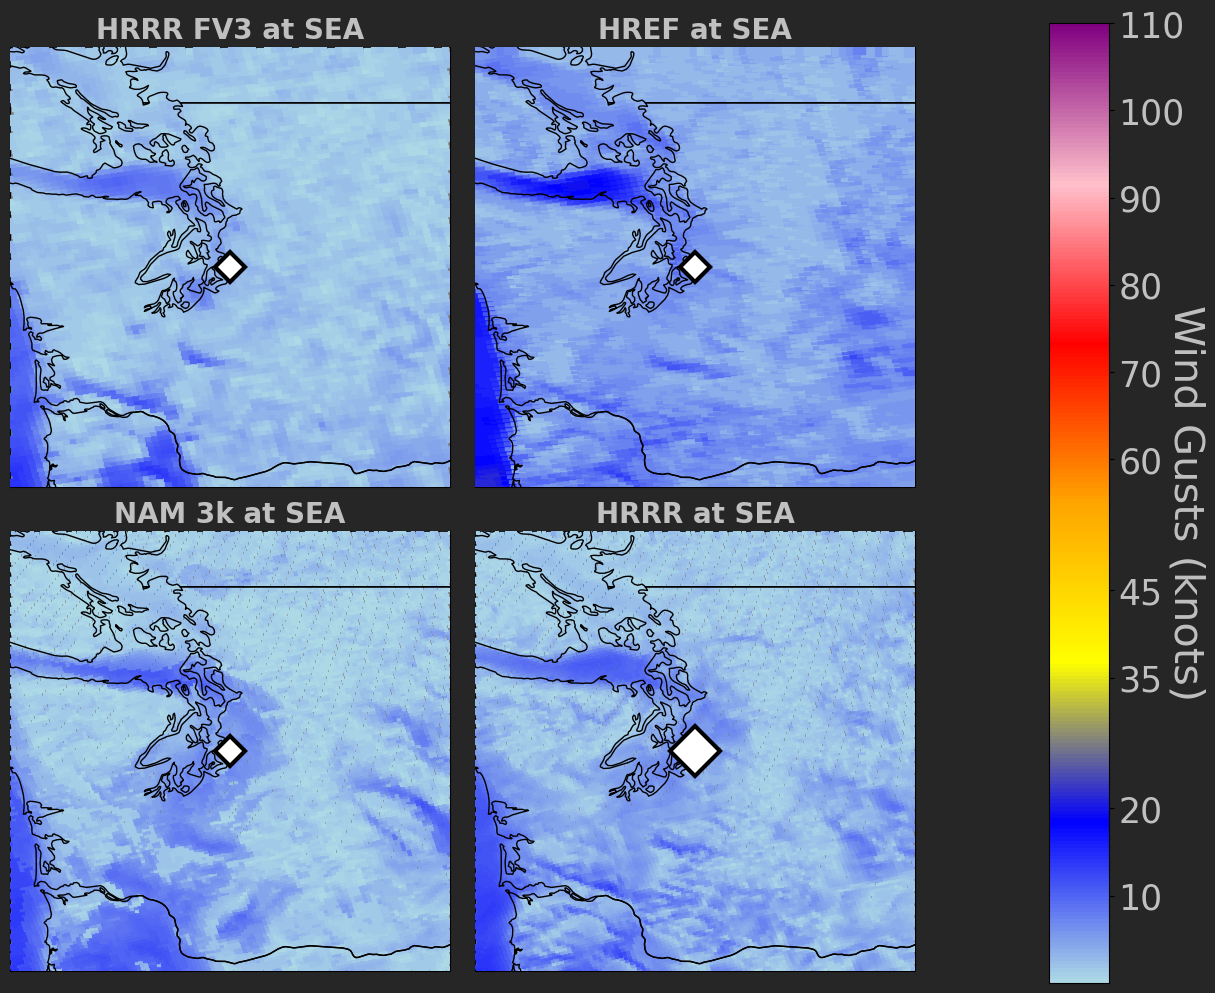 HRRR FV3 at SEA
HREF at SEA
NAM 3k at SEA
HRRR at SEA
110
100
90
80
70
60
45
35
20
10
Wind Gusts (knots)